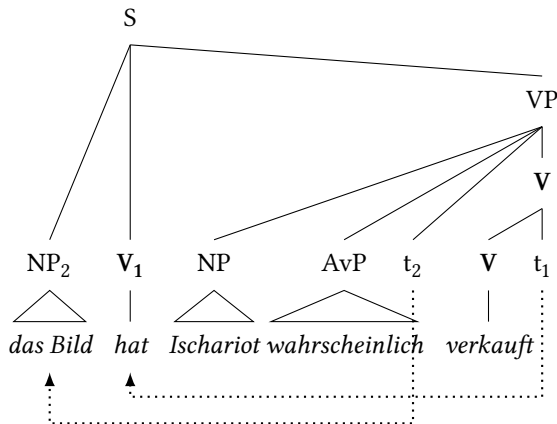 S
VP
V
NP₂ V₁ NP AvP t₂ V t₁
das Bild hat Ischariot wahrscheinlich verkauft